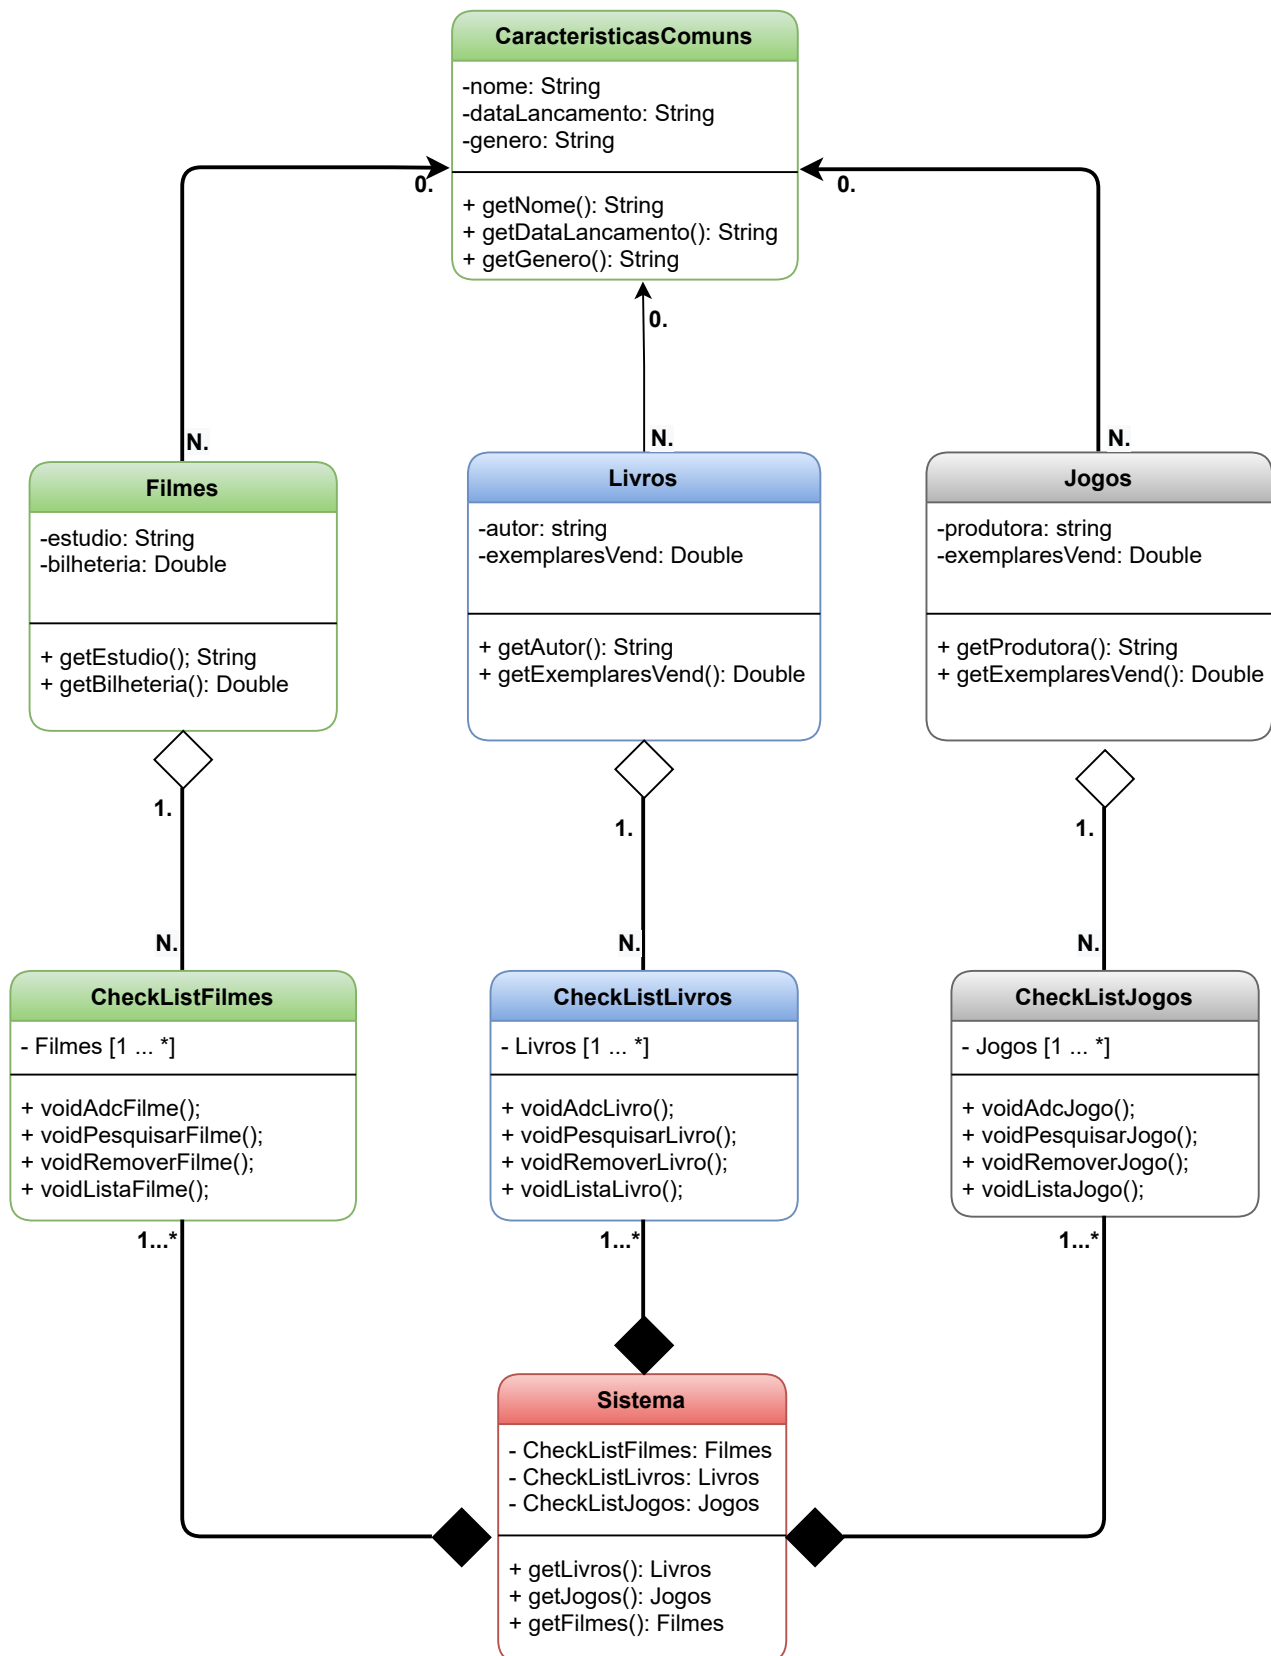 CaracteristicasComuns
-nome: String
-dataLancamento: String
-genero: String
+ getNome(): String
+ getDataLancamento(): String
+ getGenero(): String
0.
0.
0.
N.
N.
N.
Filmes
-estudio: String
-bilheteria: Double
+ getEstudio(); String
+ getBilheteria(): Double
Livros
-autor: string
-exemplaresVend: Double
+ getAutor(): String
+ getExemplaresVend(): Double
Jogos
-produtora: string
-exemplaresVend: Double
+ getProdutora(): String
+ getExemplaresVend(): Double
1.
1.
1.
N.
N.
N.
CheckListFilmes
- Filmes [1 ... *]
+ voidAdcFilme();
+ voidPesquisarFilme();
+ voidRemoverFilme();
+ voidListaFilme();
CheckListLivros
- Livros [1 ... *]
+ voidAdcLivro();
+ voidPesquisarLivro();
+ voidRemoverLivro();
+ voidListaLivro();
CheckListJogos
- Jogos [1 ... *]
+ voidAdcJogo();
+ voidPesquisarJogo();
+ voidRemoverJogo();
+ voidListaJogo();
1...*
1...*
1...*
Sistema
- CheckListFilmes: Filmes
- CheckListLivros: Livros
- CheckListJogos: Jogos
+ getLivros(): Livros
+ getJogos(): Jogos
+ getFilmes(): Filmes